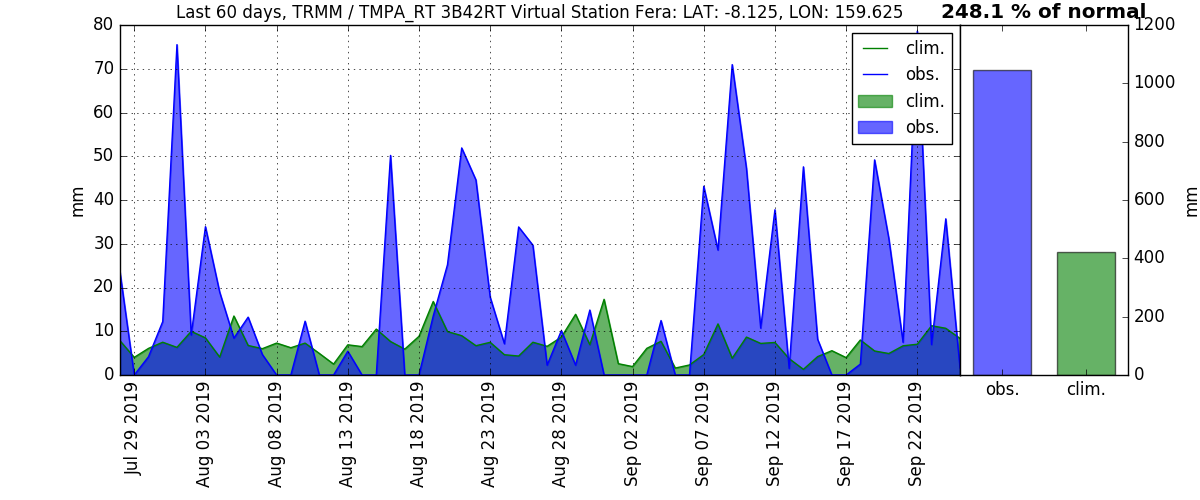 Last 60 days, TRMM / TMPA_RT 3B42RT Virtual Station Fera: LAT: -8.125, LON: 159.625
248.1 % of normal
80
70
60
50
40
30
20
10
0
mm
clim.
obs.
clim.
obs.
1200
1000
800
600
400
200
0
mm
Jul 29 2019
Aug 03 2019
Aug 08 2019
Aug 13 2019
Aug 18 2019
Aug 23 2019
Aug 28 2019
Sep 02 2019
Sep 07 2019
Sep 12 2019
Sep 17 2019
Sep 22 2019
obs.
clim.